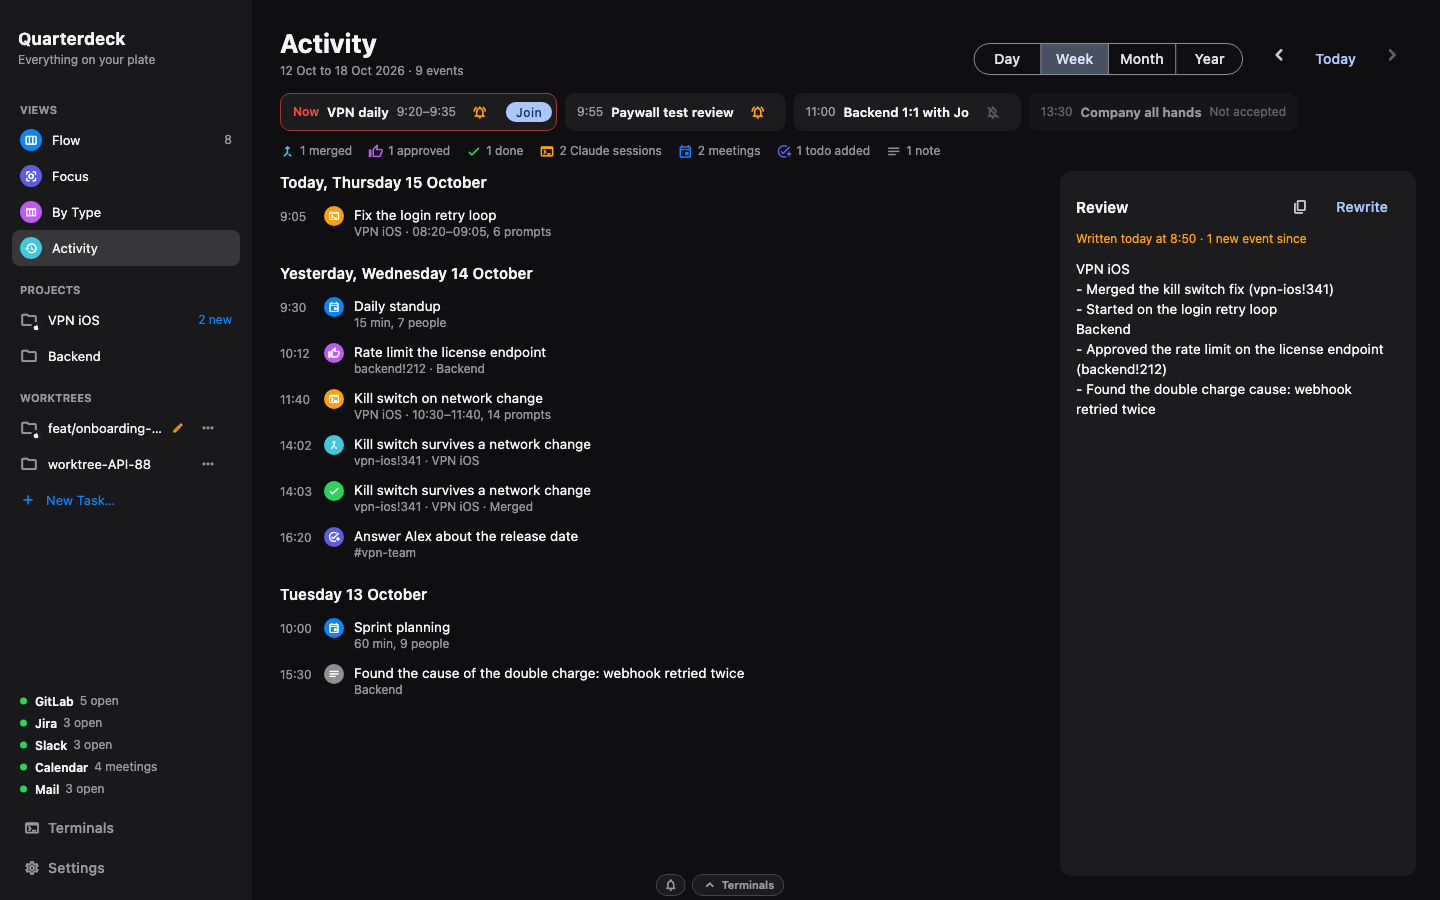 Quarterdeck
Everything on your plate
VIEWS
Flow 8
Focus
By Type
Activity
PROJECTS
VPN iOS 2 new
Backend
WORKTREES
feat/onboarding-...
worktree-API-88
New Task...
GitLab 5 open
Jira 3 open
Slack 3 open
Calendar 4 meetings
Mail 3 open
Terminals
Settings
Activity
12 Oct to 18 Oct 2026 · 9 events
Day Week Month Year
Today
Now VPN daily 9:20–9:35 Join
9:55 Paywall test review
11:00 Backend 1:1 with Jo
13:30 Company all hands Not accepted
1 merged 1 approved 1 done 2 Claude sessions 2 meetings 1 todo added 1 note
Today, Thursday 15 October
9:05 Fix the login retry loop
VPN iOS · 08:20–09:05, 6 prompts
Yesterday, Wednesday 14 October
9:30 Daily standup
15 min, 7 people
10:12 Rate limit the license endpoint
backend!212 · Backend
11:40 Kill switch on network change
VPN iOS · 10:30–11:40, 14 prompts
14:02 Kill switch survives a network change
vpn-ios!341 · VPN iOS
14:03 Kill switch survives a network change
vpn-ios!341 · VPN iOS · Merged
16:20 Answer Alex about the release date
#vpn-team
Tuesday 13 October
10:00 Sprint planning
60 min, 9 people
15:30 Found the cause of the double charge: webhook retried twice
Backend
Review Rewrite
Written today at 8:50 · 1 new event since
VPN iOS
- Merged the kill switch fix (vpn-ios!341)
- Started on the login retry loop
Backend
- Approved the rate limit on the license endpoint
(backend!212)
- Found the double charge cause: webhook
retried twice
Terminals